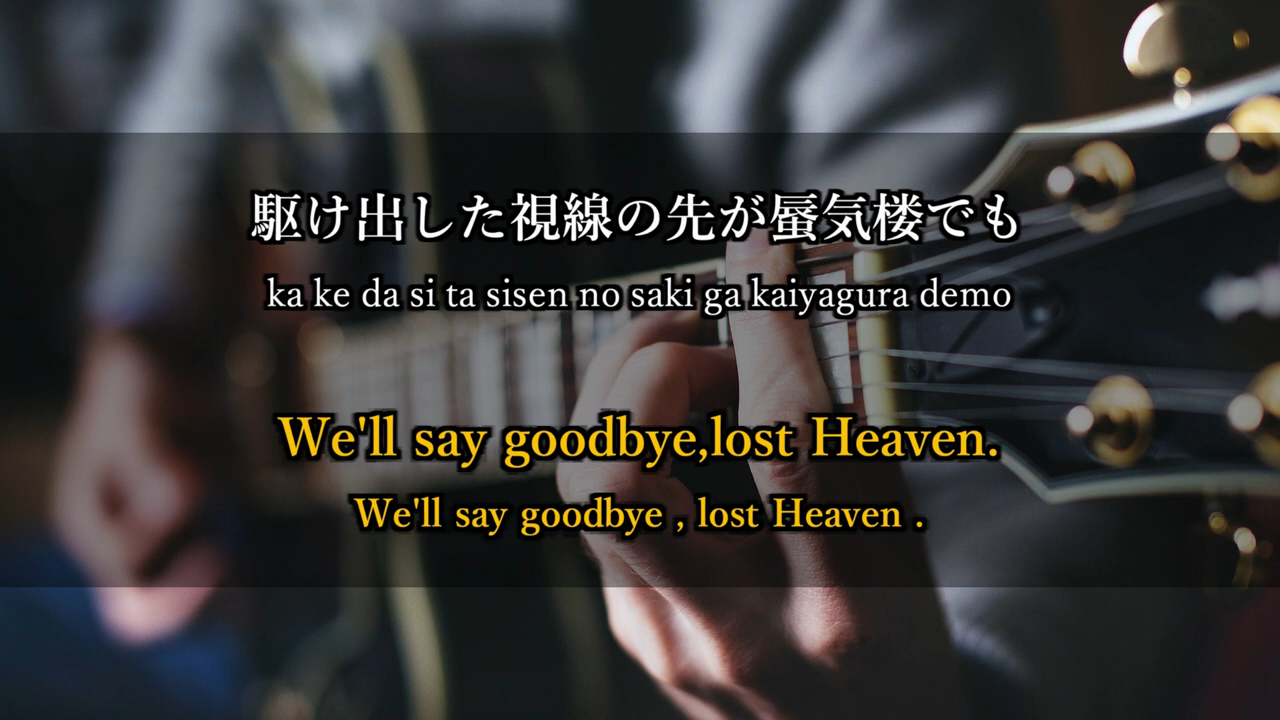 駆け出した視線の先が蜃気楼でも
ka ke da si ta sisen no saki ga kaiyagura demo
We'll say goodbye,lost Heaven.
We'll say goodbye , lost Heaven .